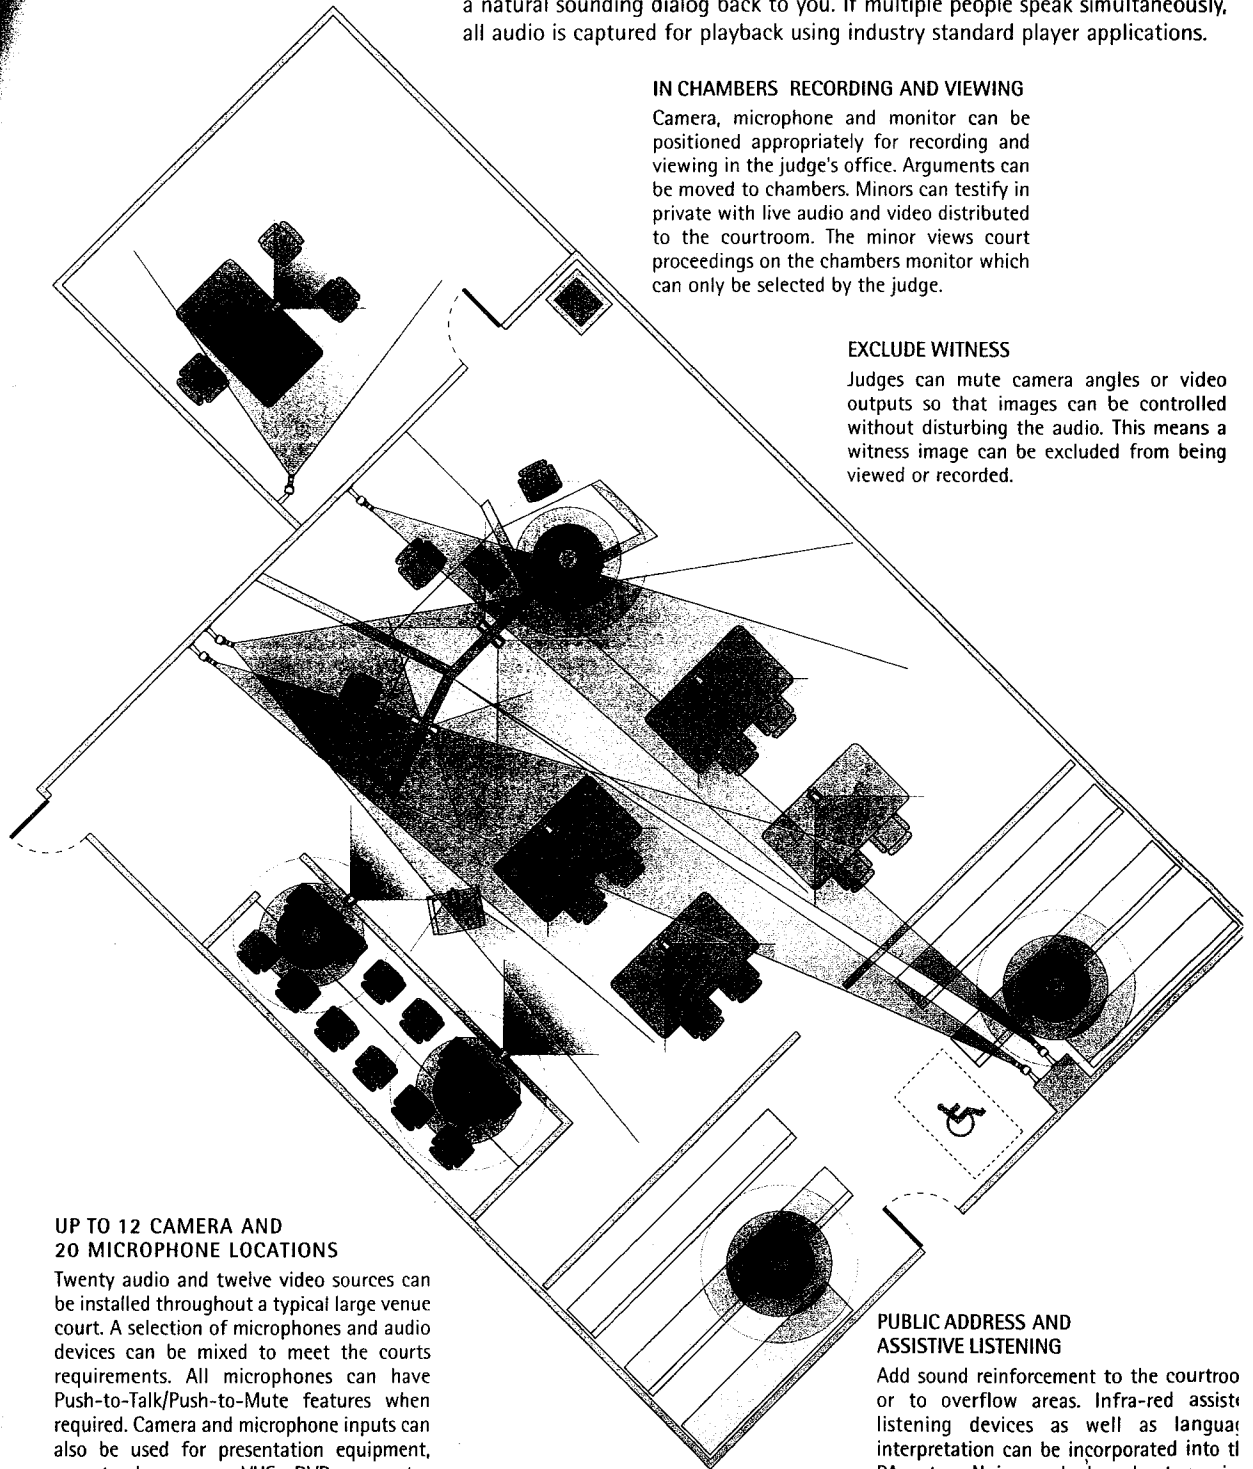 a natural sounding dialog back to you. If multiple people speak simultaneously,
all audio is captured for playback using industry standard player applications.
IN CHAMBERS RECORDING AND VIEWING
Camera, microphone and monitor can be
positioned appropriately for recording and
viewing in the judge's office. Arguments can
be moved to chambers. Minors can testify in
private with live audio and video distributed
to the courtroom. The minor views court
proceedings on the chambers monitor which
can only be selected by the judge.
EXCLUDE WITNESS
Judges can mute camera angles or video
outputs so that images can be controlled
without disturbing the audio. This means a
witness image can be excluded from being
viewed or recorded.
UP TO 12 CAMERA AND
20 MICROPHONE LOCATIONS
Twenty audio and twelve video sources can
be installed throughout a typical large venue
court. A selection of microphones and audio
devices can be mixed to meet the courts
requirements. All microphones can have
Push-to-Talk/Push-to-Mute features when
required. Camera and microphone inputs can
also be used for presentation equipment,
PUBLIC ADDRESS AND
ASSISTIVE LISTENING
Add sound reinforcement to the courtroo
or to overflow areas. Infra-red assist
listening devices as well as languag
interpretation can be incorporated into t